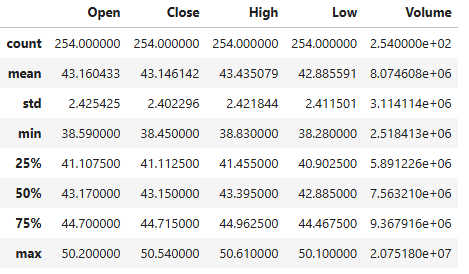 Open Close High Low Volume
count 254.000000 254.000000 254.000000 254.000000 2.540000e+02
mean 43.160433 43.146142 43.435079 42.885591 8.074608e+06
std 2.425425 2.402296 2.421844 2.411501 3.114114e+06
min 38.590000 38.450000 38.830000 38.280000 2.518413e+06
25% 41.107500 41.112500 41.455000 40.902500 5.891226e+06
50% 43.170000 43.150000 43.395000 42.885000 7.563210e+06
75% 44.700000 44.715000 44.962500 44.467500 9.367916e+06
max 50.200000 50.540000 50.610000 50.100000 2.075180e+07